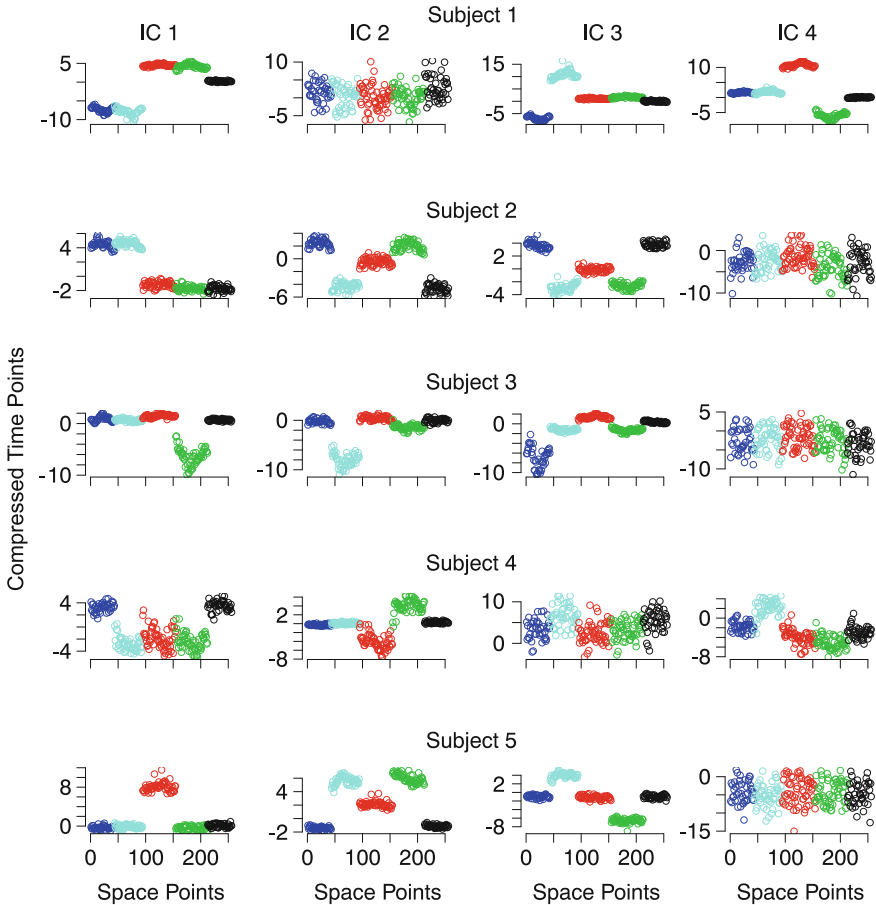 Subject 1
IC 1 IC 2 IC 3 IC 4
5 -10
10 -5
15 -5
10 -5
Subject 2
4 -2
0 -6
2 -4
0 -10
Subject 3
0 -10
0 -10
0 -10
5 -10
Subject 4
4 -4
2 -8
10 0
0 -8
Subject 5
8 0
4 -2
2 -8
0 -15
0 100 200
0 100 200
0 100 200
0 100 200
Space Points Space Points Space Points Space Points
Compressed Time Points